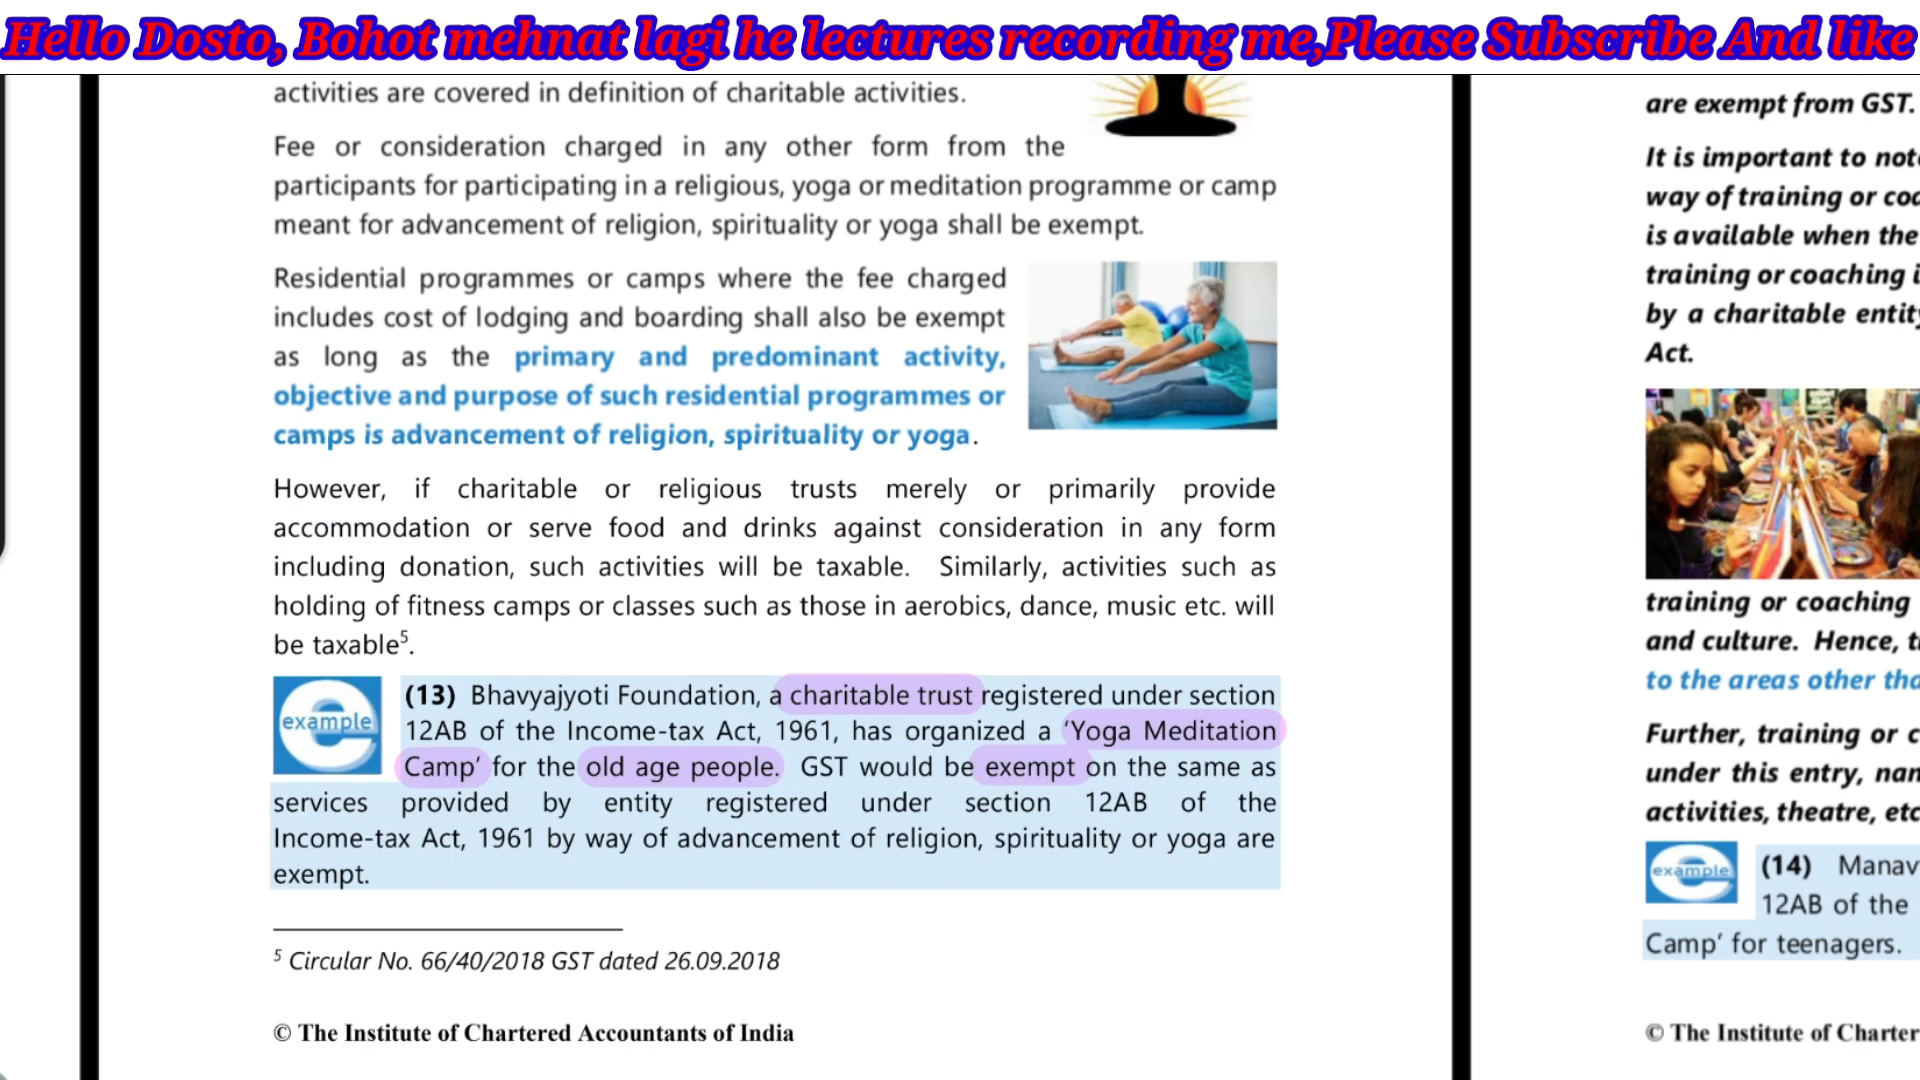 Hello Dosto, Bohot mehnat lagi he lectures recording me,Please Subscribe And like
activities are covered in definition of charitable activities.
Fee or consideration charged in any other form from the
participants for participating in a religious, yoga or meditation programme or camp
meant for advancement of religion, spirituality or yoga shall be exempt.
Residential programmes or camps where the fee charged
includes cost of lodging and boarding shall also be exempt
as long as the primary and predominant activity,
objective and purpose of such residential programmes or
camps is advancement of religion, spirituality or yoga.
However, if charitable or religious trusts merely or primarily provide
accommodation or serve food and drinks against consideration in any form
including donation, such activities will be taxable. Similarly, activities such as
holding of fitness camps or classes such as those in aerobics, dance, music etc. will
be taxable5.
example
(13) Bhavyajyoti Foundation, a charitable trust registered under section
12AB of the Income-tax Act, 1961, has organized a ‘Yoga Meditation
Camp’ for the old age people. GST would be exempt on the same as
services provided by entity registered under section 12AB of the
Income-tax Act, 1961 by way of advancement of religion, spirituality or yoga are
exempt.
5 Circular No. 66/40/2018 GST dated 26.09.2018
© The Institute of Chartered Accountants of India
are exempt from GST.
It is important to not
way of training or
is available when the
training or coaching
by a charitable entity
Act.
training or coaching
and culture. Hence,
to the areas other
Further, training or
under this entry,
activities, theatre, etc
example
(14) Manav
12AB of the
Camp’ for teenagers.
© The Institute of Charter